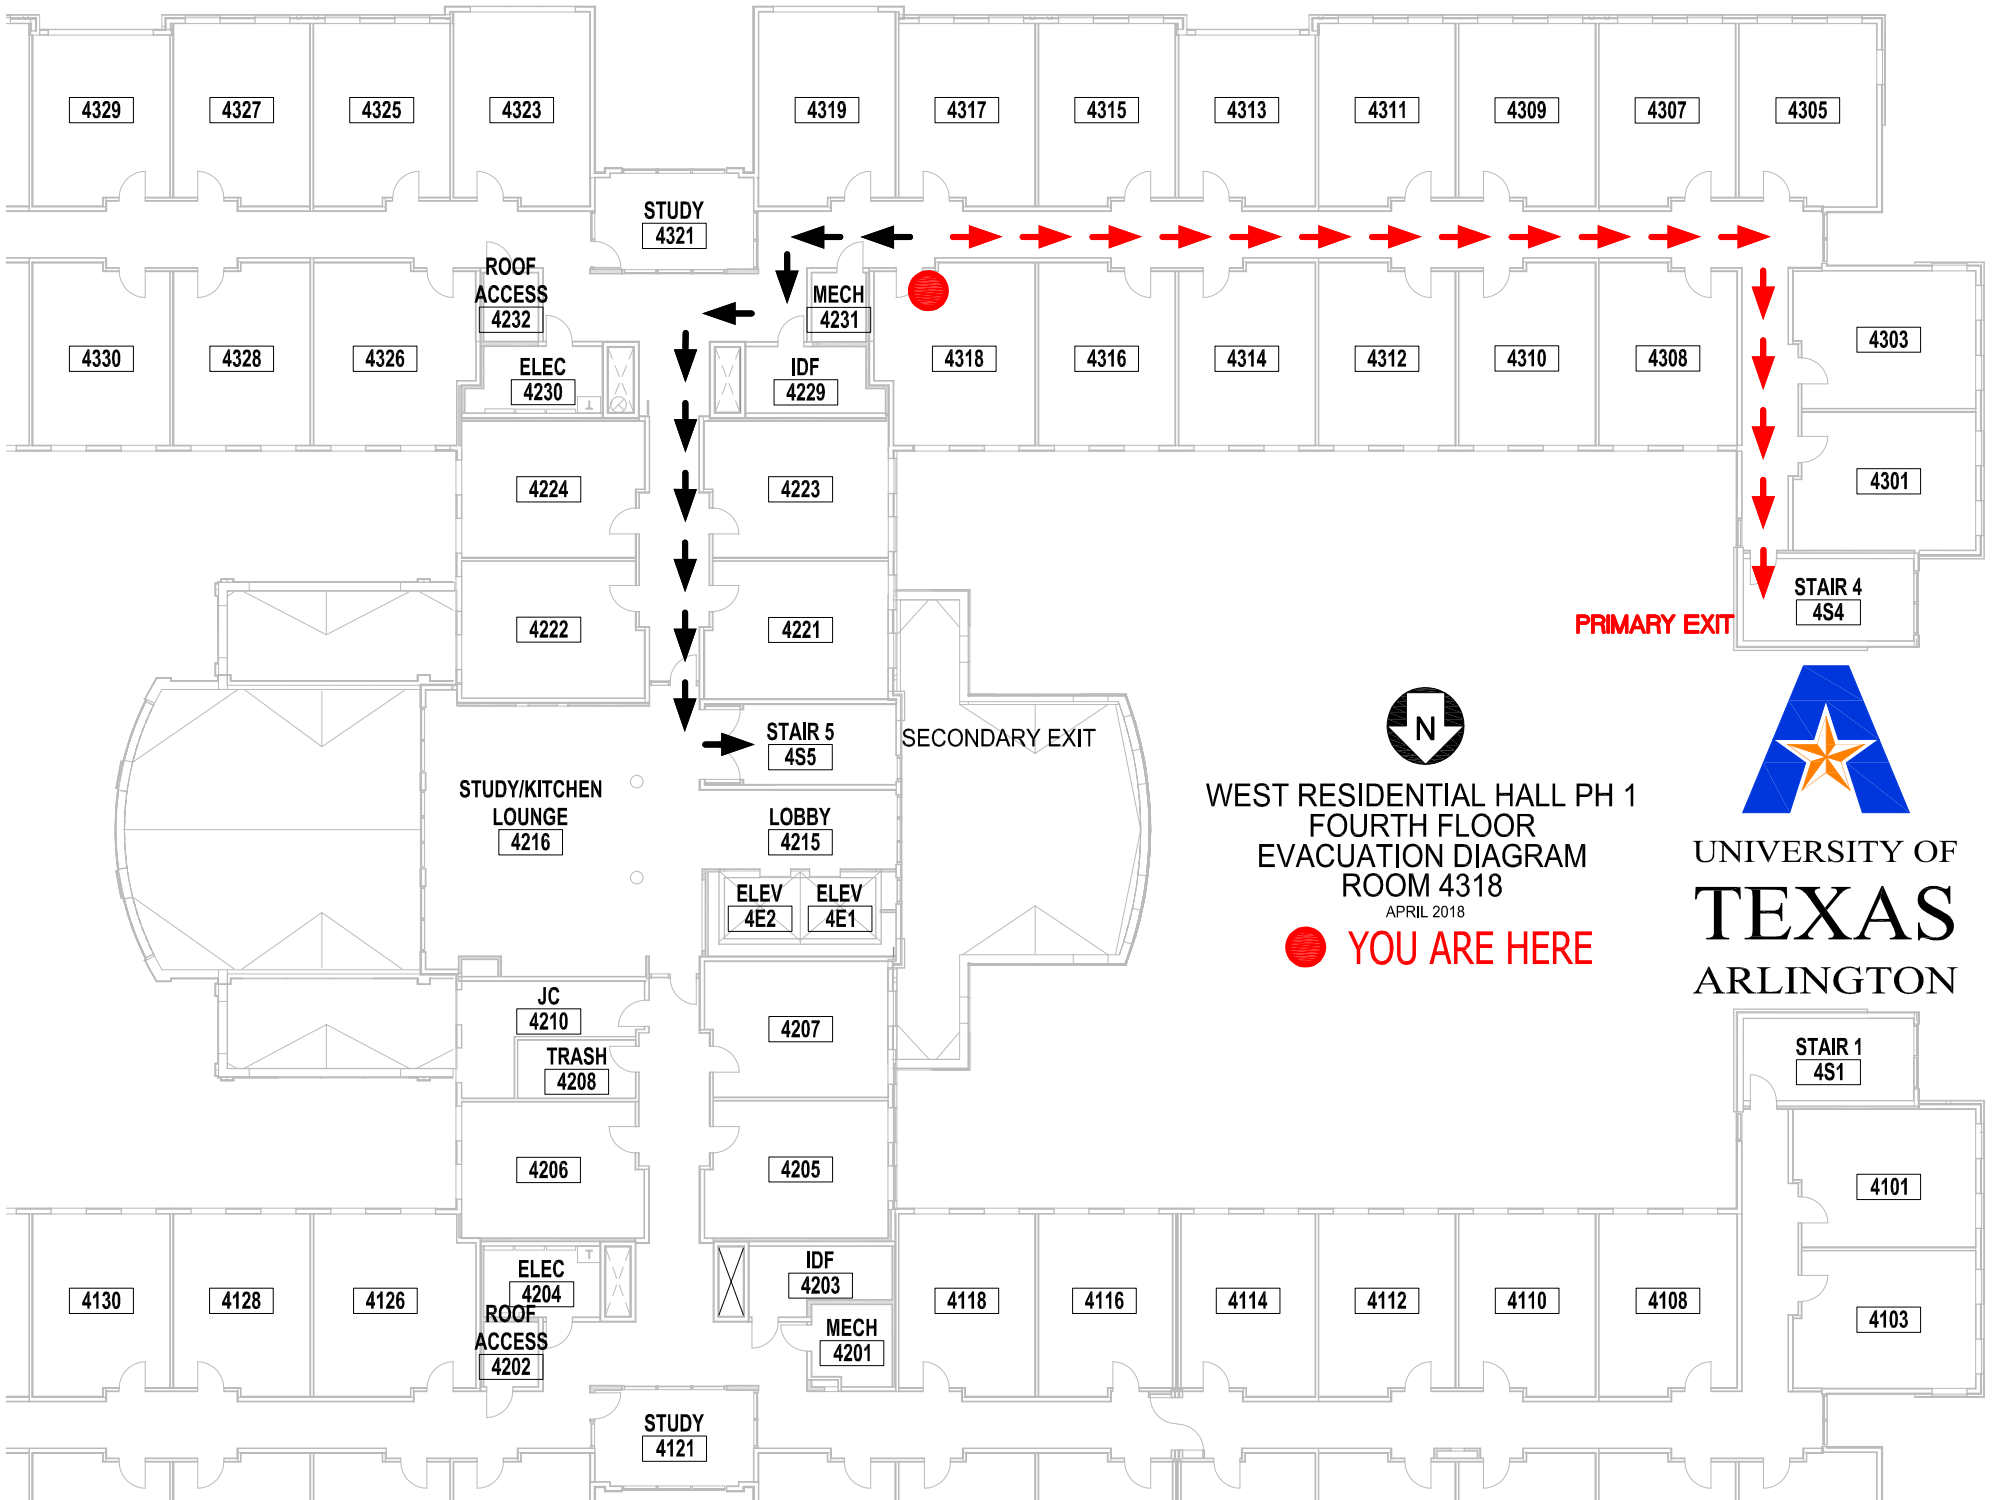 4329
4327
4325
4323
4319
4317
4315
4313
4311
4309
4307
4305
STUDY
4321
ROOF
ACCESS
4232
MECH
4231
4330
4328
4326
ELEC
4230
IDF
4229
4318
4316
4314
4312
4310
4308
4303
4301
4224
4223
4222
4221
STAIR 4
4S4
PRIMARY EXIT
STAIR 5
4S5
SECONDARY EXIT
N
STUDY/KITCHEN
LOUNGE
4216
LOBBY
4215
ELEV
4E2
ELEV
4E1
WEST RESIDENTIAL HALL PH 1
FOURTH FLOOR
EVACUATION DIAGRAM
ROOM 4318
APRIL 2018
YOU ARE HERE
UNIVERSITY OF
TEXAS
ARLINGTON
JC
4210
TRASH
4208
4207
STAIR 1
4S1
4206
4205
4101
4103
4130
4128
4126
ELEC
4204
T
ROOF
ACCESS
4202
IDF
4203
MECH
4201
4118
4116
4114
4112
4110
4108
STUDY
4121